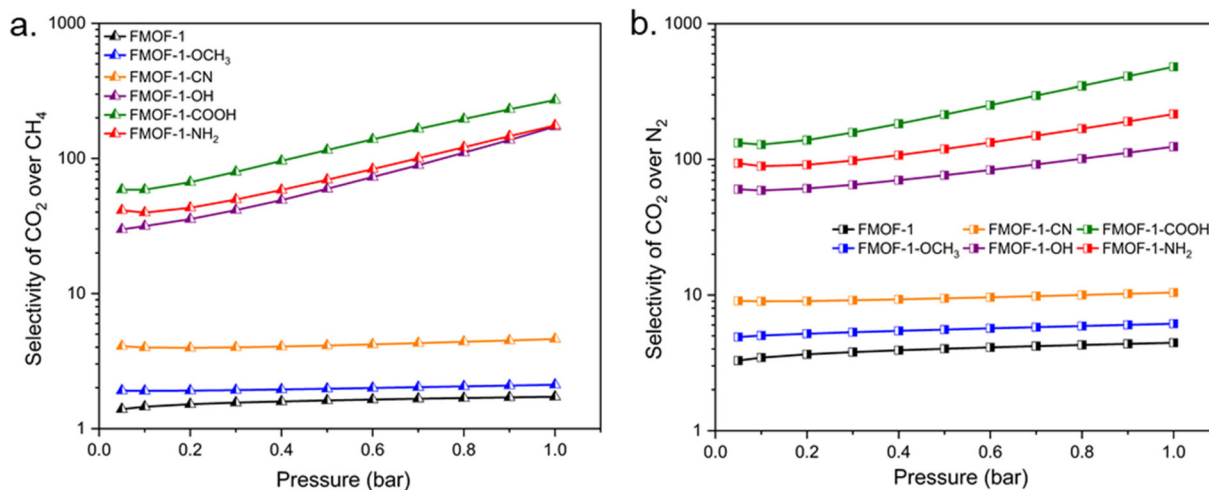 a.
Selectivity of CO₂ over CH₄
1000
100
10
1
FMOF-1
FMOF-1-OCH₃
FMOF-1-CN
FMOF-1-OH
FMOF-1-COOH
FMOF-1-NH₂
0.0 0.2 0.4 0.6 0.8 1.0
Pressure (bar)
b.
Selectivity of CO₂ over N₂
1000
100
10
1
FMOF-1 FMOF-1-CN FMOF-1-COOH
FMOF-1-OCH₃ FMOF-1-OH FMOF-1-NH₂
0.0 0.2 0.4 0.6 0.8 1.0
Pressure (bar)